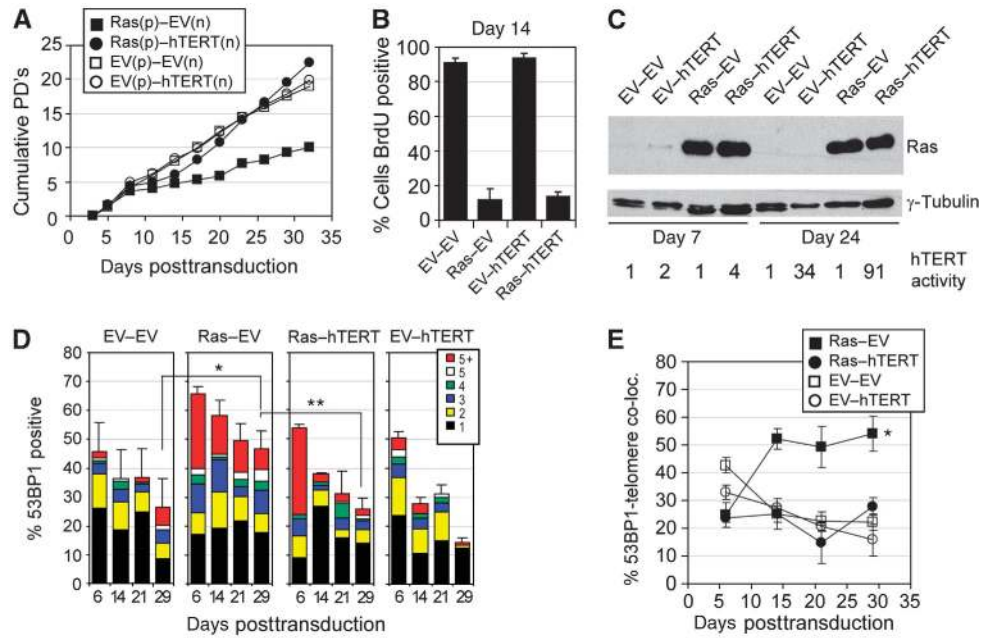 A
Ras(p)–EV(n)
Ras(p)–hTERT(n)
EV(p)–EV(n)
EV(p)–hTERT(n)
Cumulative PD's
25
20
15
10
5
0
0 5 10 15 20 25 30 35
Days posttransduction
B
Day 14
% Cells BrdU positive
100
80
60
40
20
0
EV–EV
Ras–EV
EV–hTERT
Ras–hTERT
C
EV–EV
EV–hTERT
Ras–EV
Ras–hTERT
EV–EV
EV–hTERT
Ras–EV
Ras–hTERT
Ras
γ-Tubulin
Day 7
Day 24
1 2 1 4 1 34 1 91
hTERT
activity
D
EV–EV
Ras–EV
Ras–hTERT
EV–hTERT
% 53BP1 positive
80
70
60
50
40
30
20
10
0
*
**
5+
5
4
3
2
1
6 14 21 29
6 14 21 29
6 14 21 29
6 14 21 29
Days posttransduction
E
Ras–EV
Ras–hTERT
EV–EV
EV–hTERT
% 53BP1-telomere co-loc.
80
70
60
50
40
30
20
10
0
*
0 5 10 15 20 25 30 35
Days posttransduction